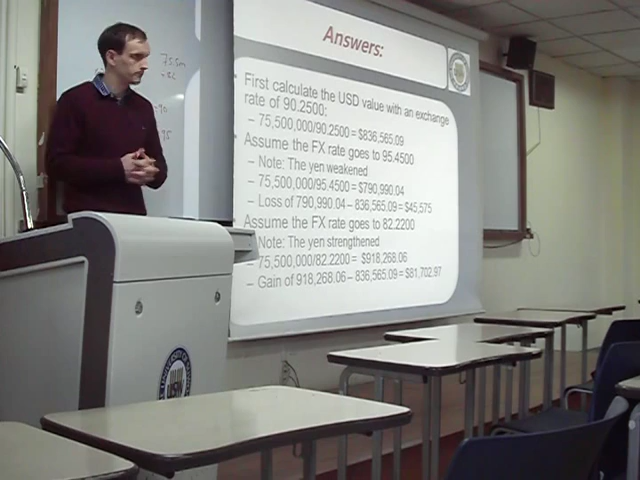 75.5m
Answers:
First calculate the USD value with an exchange
rate of 90.2500:
– 75,500,000/90.2500 = $836,565.09
Assume the FX rate goes to 95.4500
– Note: The yen weakened
– 75,500,000/95.4500 = $790,990.04
– Loss of 790,990.04 – 836,565.09 = $45,575
Assume the FX rate goes to 82.2200
Note: The yen strengthened
– 75,500,000/82.2200 = $918,268.06
– Gain of 918,268.06 – 836,565.09 = $81,702.97